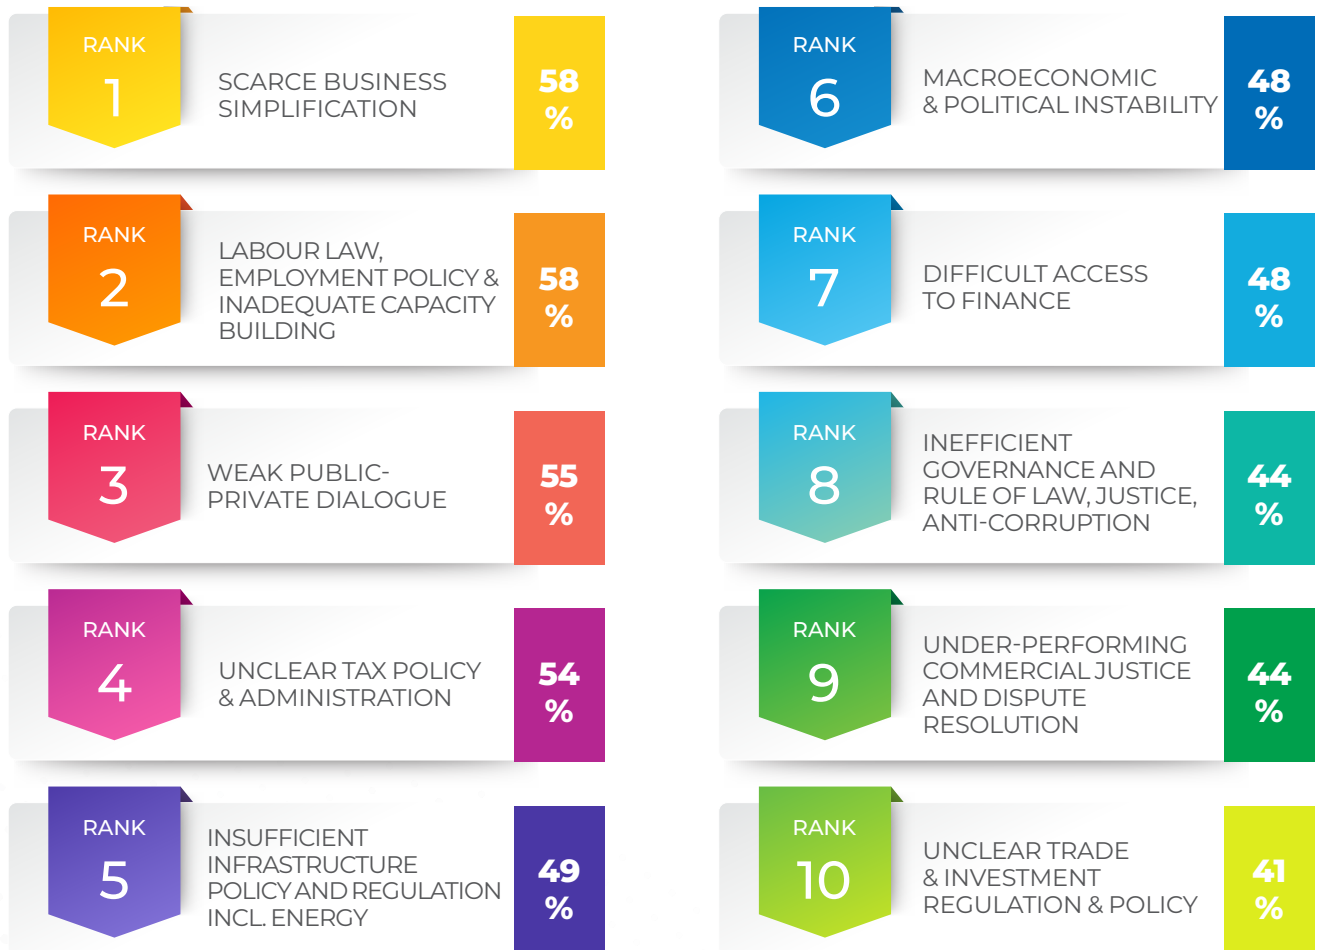 RANK
1
SCARCE BUSINESS
SIMPLIFICATION
58
%
RANK
2
LABOUR LAW,
EMPLOYMENT POLICY &
INADEQUATE CAPACITY
BUILDING
58
%
RANK
3
WEAK PUBLIC-
PRIVATE DIALOGUE
55
%
RANK
4
UNCLEAR TAX POLICY
& ADMINISTRATION
54
%
RANK
5
INSUFFICIENT
INFRASTRUCTURE
POLICY AND REGULATION
INCL. ENERGY
49
%
RANK
6
MACROECONOMIC
& POLITICAL INSTABILITY
48
%
RANK
7
DIFFICULT ACCESS
TO FINANCE
48
%
RANK
8
INEFFICIENT
GOVERNANCE AND
RULE OF LAW, JUSTICE,
ANTI-CORRUPTION
44
%
RANK
9
UNDER-PERFORMING
COMMERCIAL JUSTICE
AND DISPUTE
RESOLUTION
44
%
RANK
10
UNCLEAR TRADE
& INVESTMENT
REGULATION & POLICY
41
%